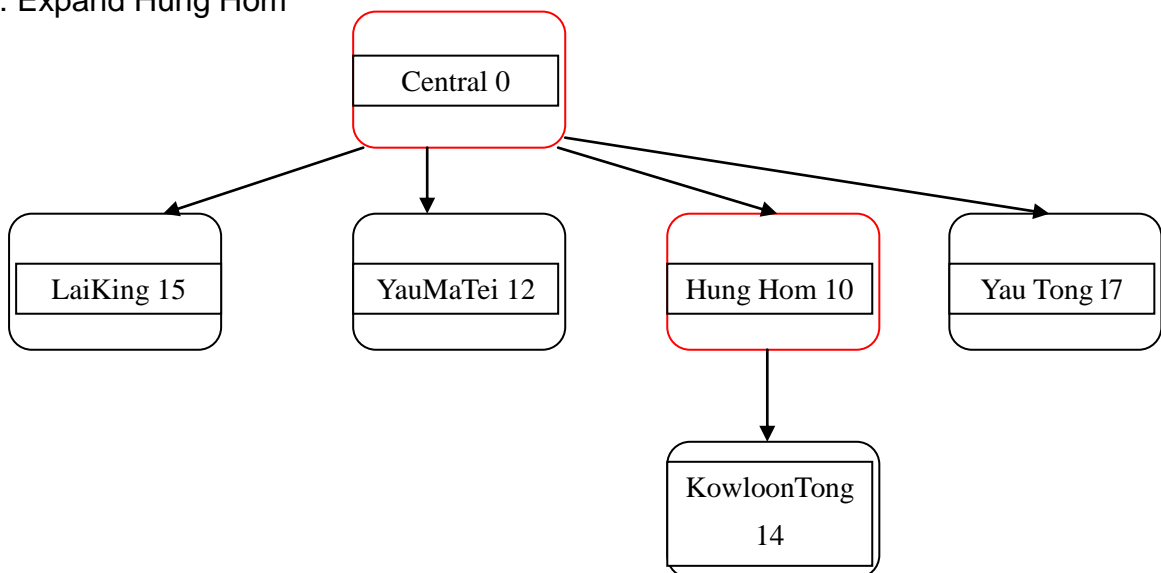 . Expand Hung Hom
Central 0
LaiKing 15
YauMaTei 12
Hung Hom 10
Yau Tong l7
KowloonTong
14